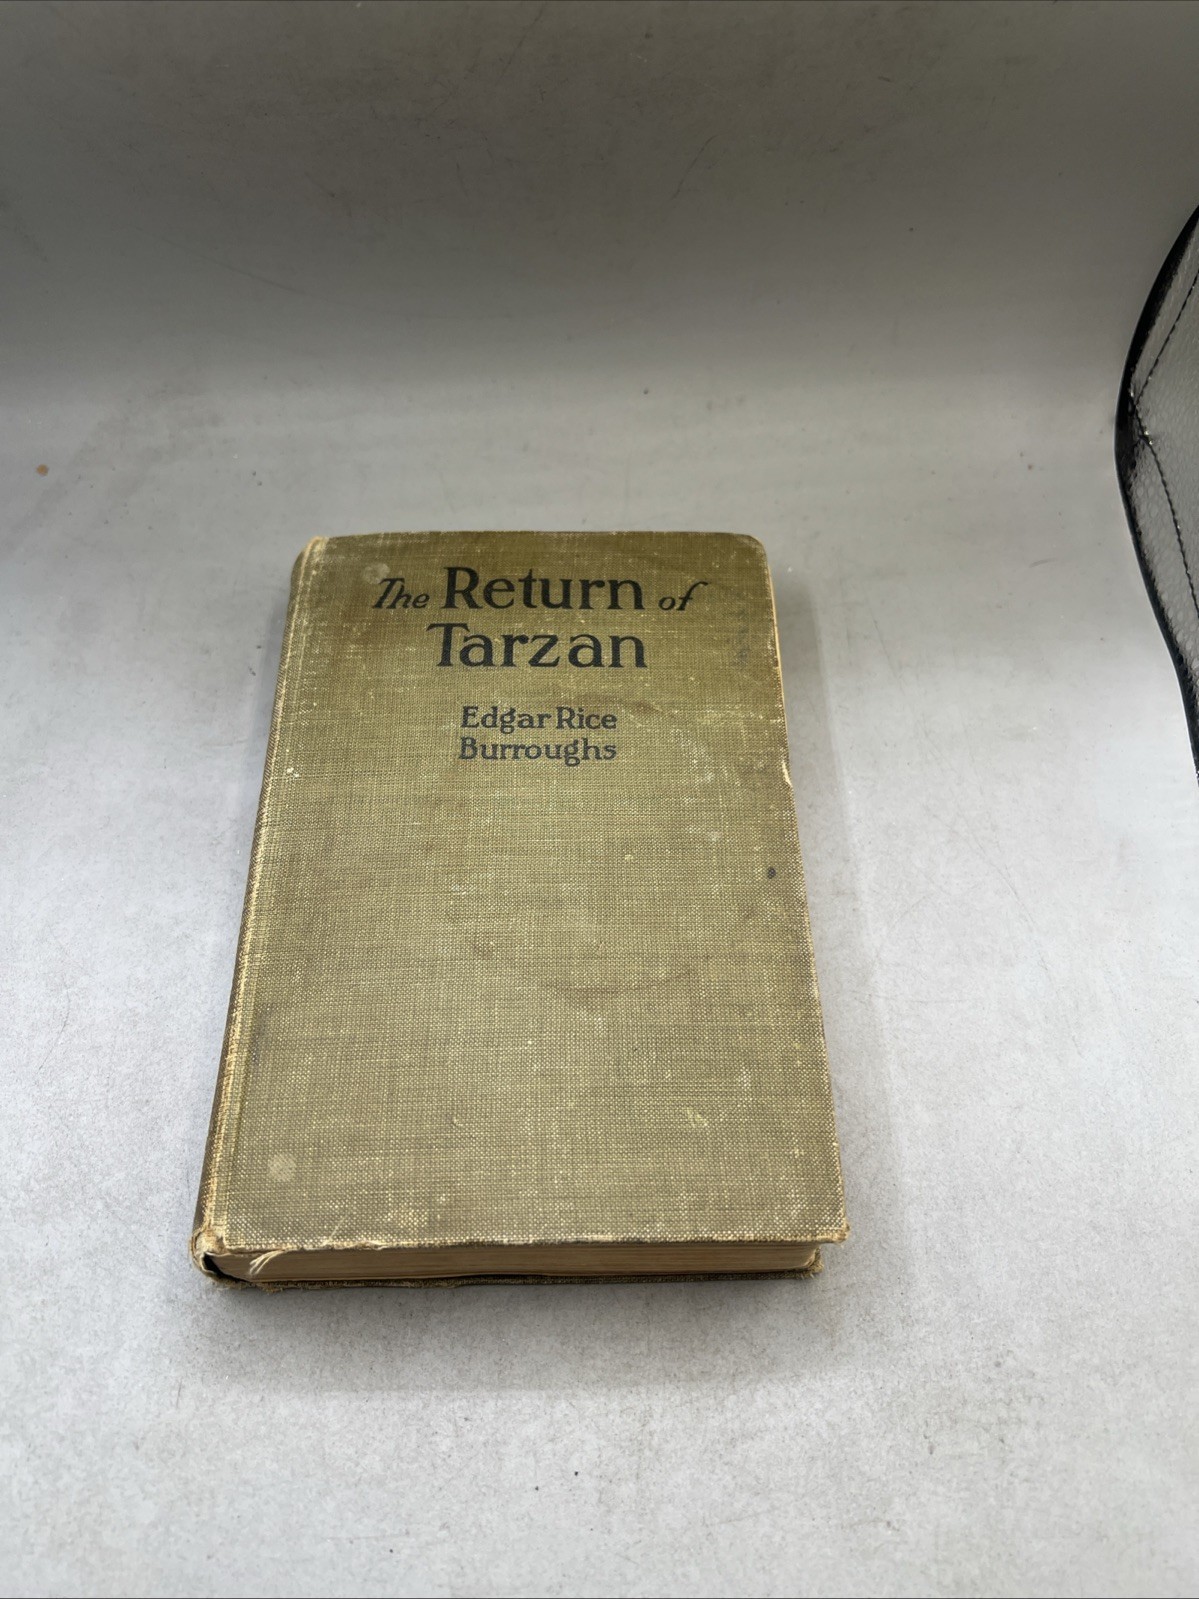 The Return of
Tarzan
Edgar Rice
Burroughs